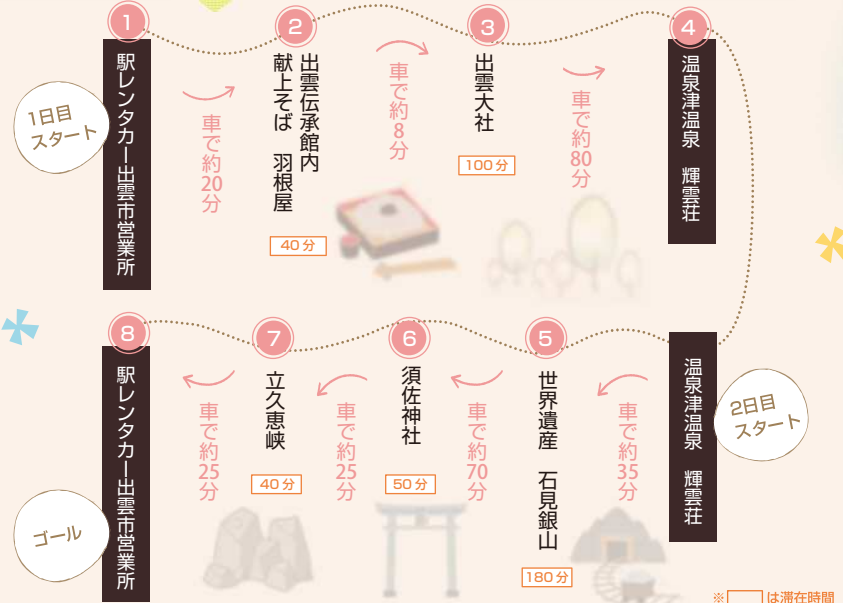 1日目
スタート
1
駅レンタカー出雲市営業所
車で約20分
2
出雲伝承館内
献上そば　羽根屋
40分
車で約8分
3
出雲大社
100分
車で約80分
4
温泉津温泉　輝雲荘
2日目
スタート
温泉津温泉　輝雲荘
車で約35分
5
世界遺産　石見銀山
180分
車で約70分
6
須佐神社
50分
車で約25分
7
立久恵峡
40分
車で約25分
8
駅レンタカー出雲市営業所
ゴール
※　　は滞在時間